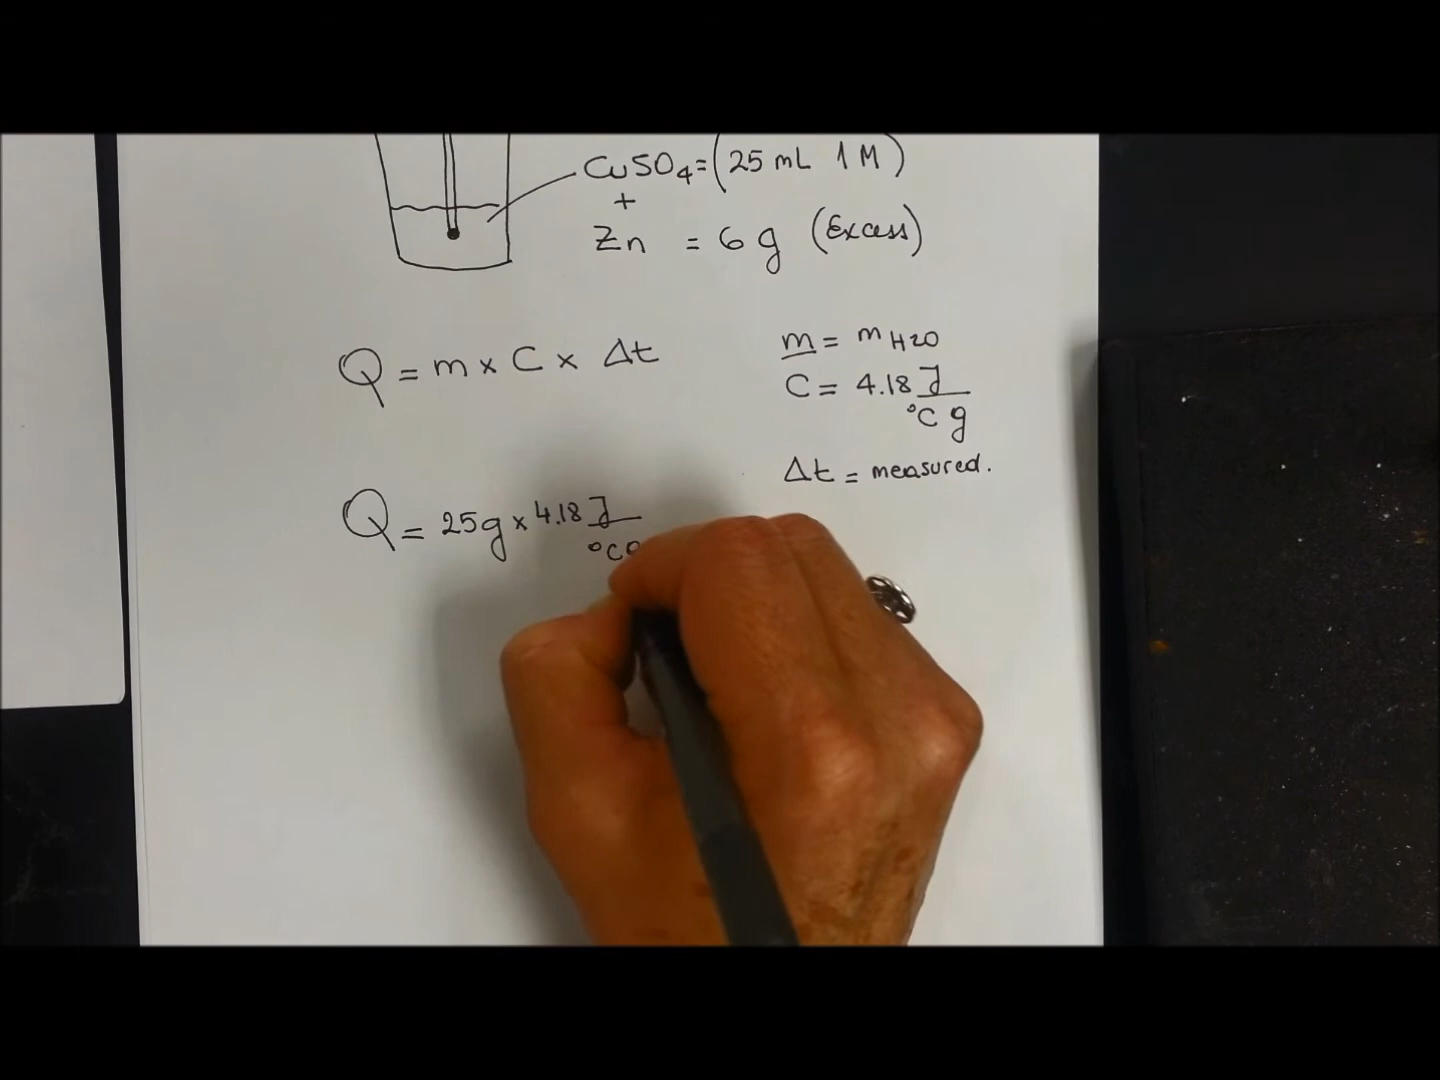 CuSO4=(25 mL 1 M)
+
Zn = 6 g (Excess)
Q = m x C x Δt
m = mH2O
C = 4.18 J
°C g
Δt = measured.
Q = 25g x 4.18 J
°C